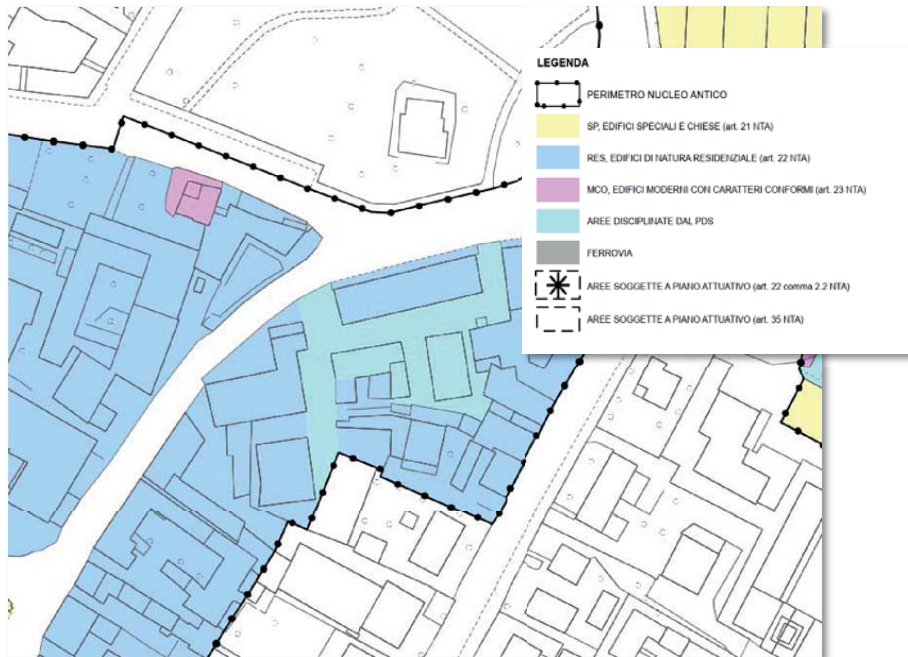 LEGENDA
PERIMETRO NUCLEO ANTICO
SP, EDIFICI SPECIALI E CHIESE (art. 21 NTA)
RES, EDIFICI DI NATURA RESIDENZIALE (art. 22 NTA)
MCO, EDIFICI MODERNI CON CARATTERI CONFORMI (art. 23 NTA)
AREE DISCIPLINATE DAL PDS
FERROVIA
AREE SOGGETTE A PIANO ATTUATIVO (art. 22 comma 2.2 NTA)
AREE SOGGETTE A PIANO ATTUATIVO (art. 35 NTA)